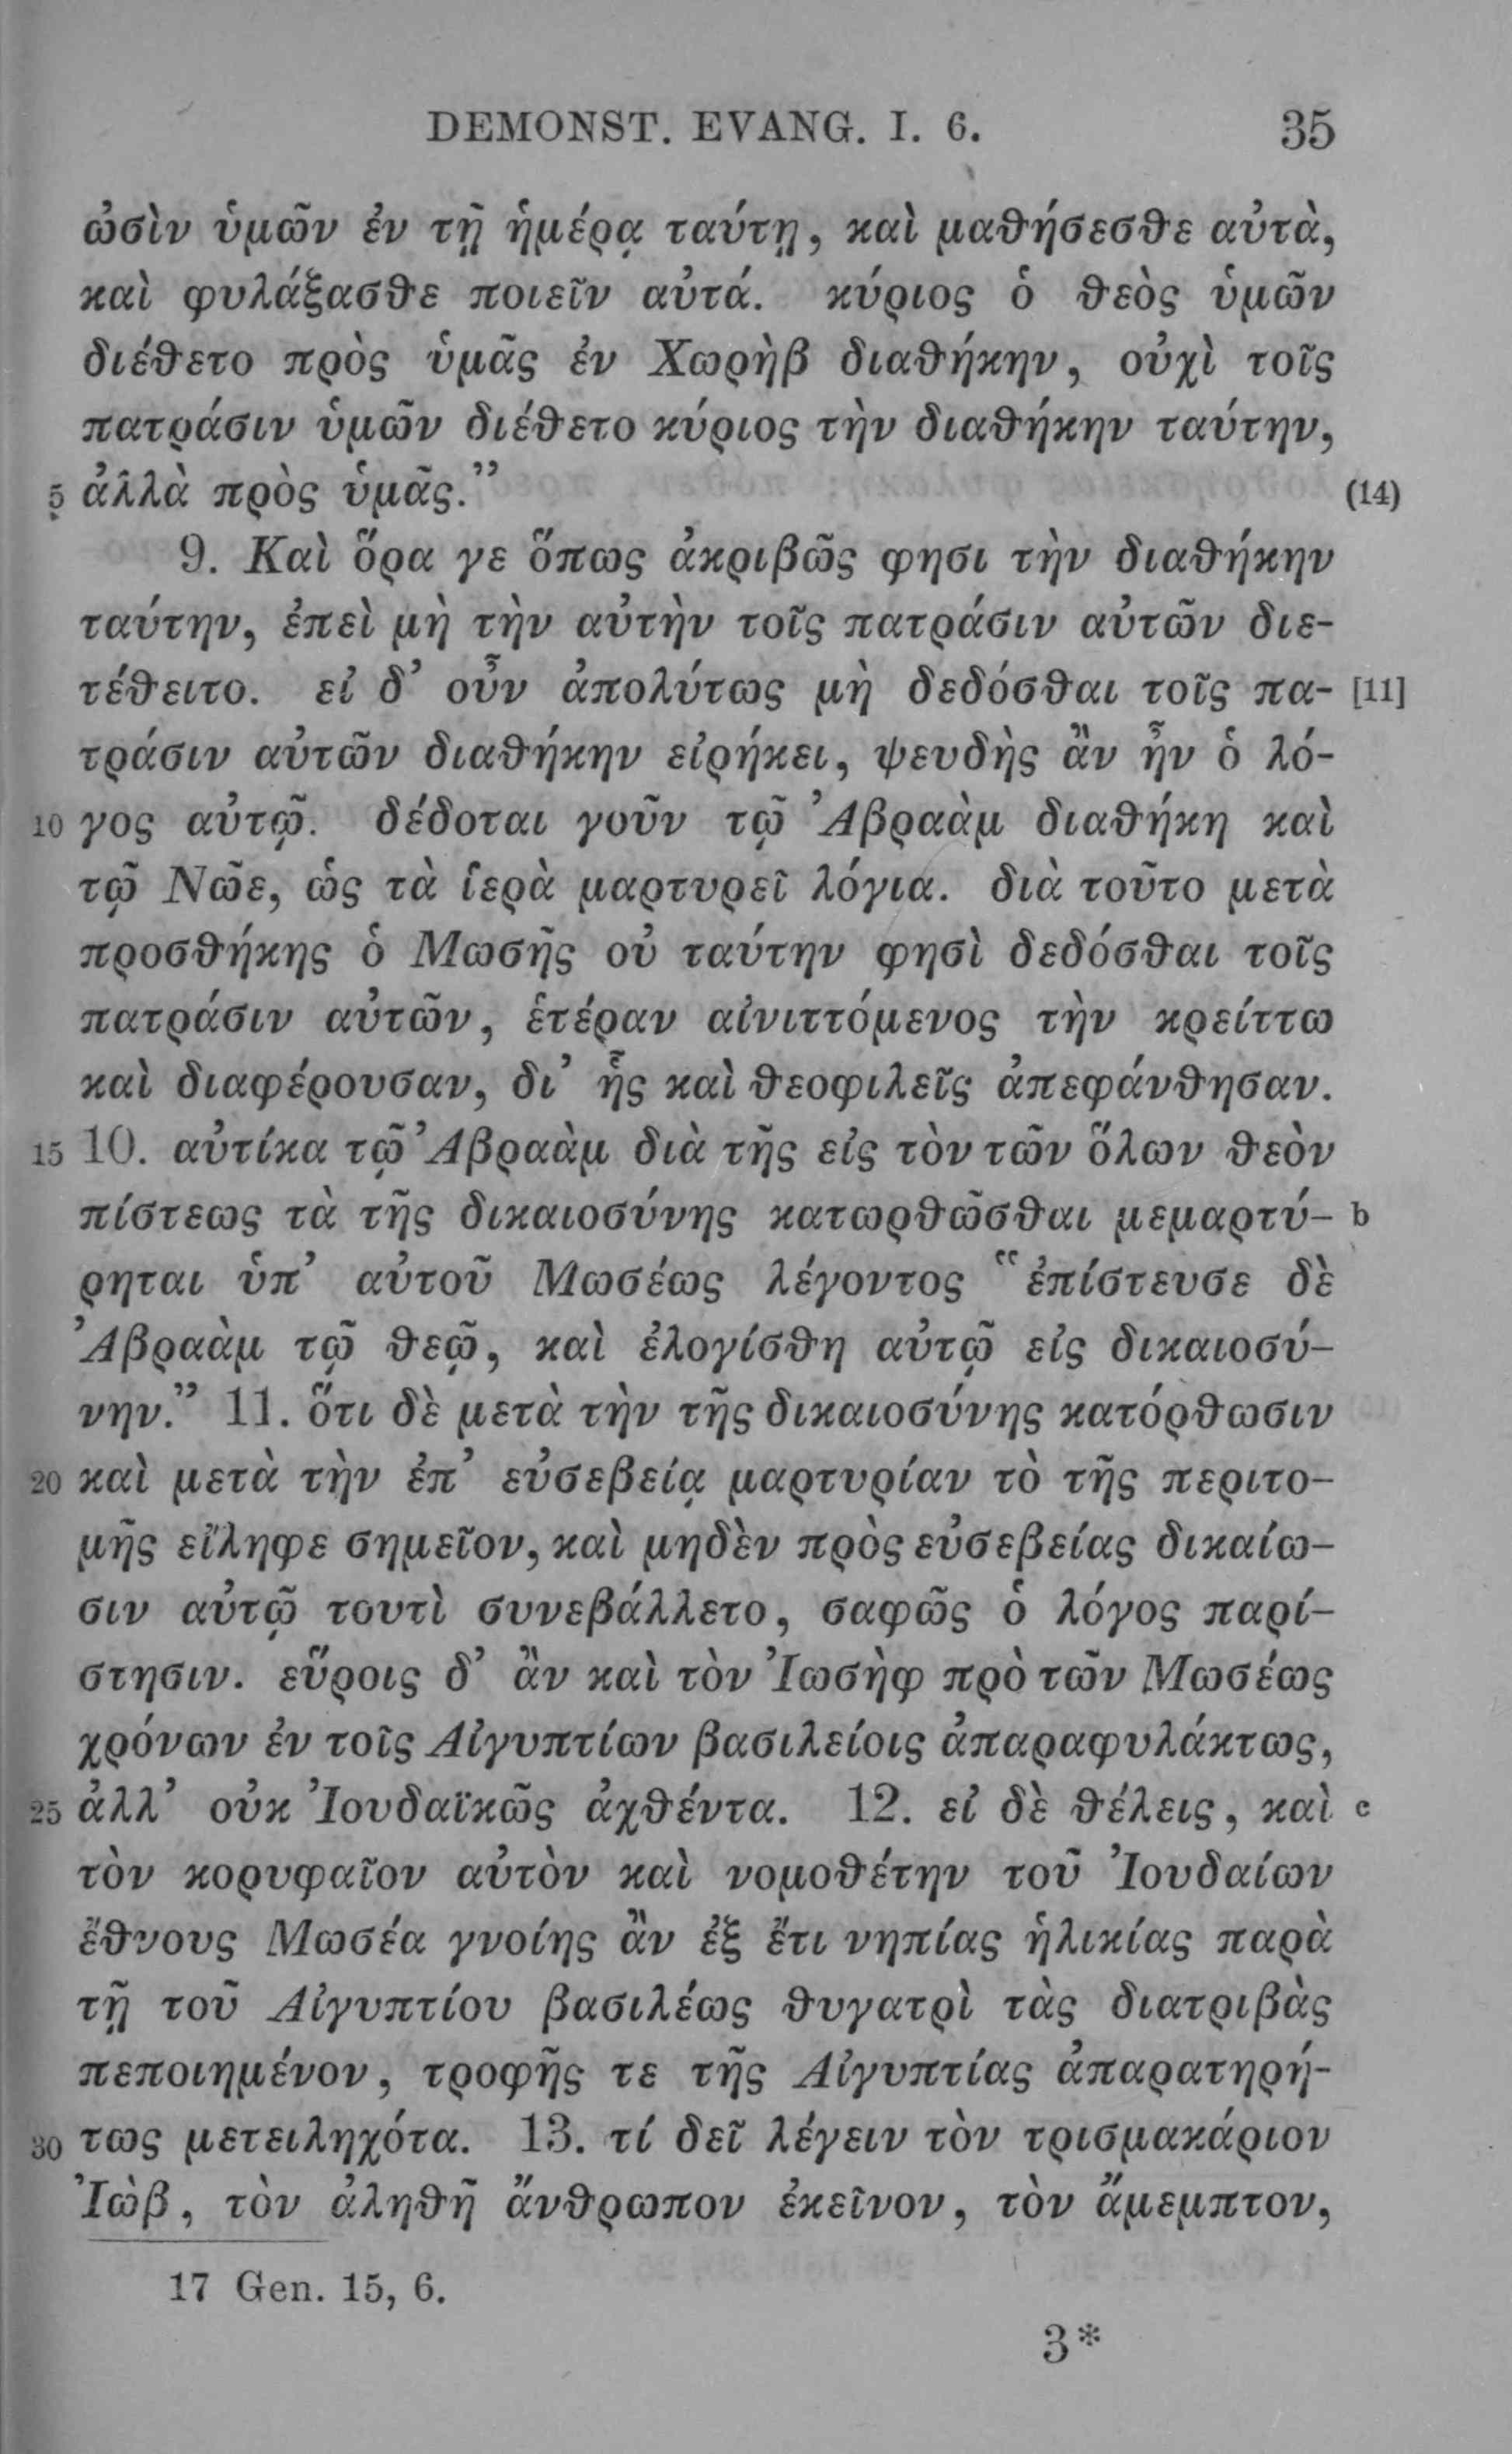 DEMONST. EVANG. I. 6. 35
ὠσὶν ὑμῶν ἐν τῇ ἡμέρᾳ ταύτῃ, καὶ μαθήσεσθε αὐτὰ,
καὶ φυλάξασθε ποιεῖν αὐτά. κύριος ὁ θεὸς ὑμῶν
διέθετο πρὸς ὑμᾶς ἐν Χωρὴβ διαθήκην, οὐχὶ τοῖς
πατράσιν ὑμῶν διέθετο κύριος τὴν διαθήκην ταύτην,
5 ἀλλὰ πρὸς ὑμᾶς.” (14)
9. Καὶ ὅρα γε ὅπως ἀκριβῶς φησι τὴν διαθήκην
ταύτην, ἐπεὶ μὴ τὴν αὐτὴν τοῖς πατράσιν αὐτῶν διε-
τέθειτο. εἰ δ’ οὖν ἀπολύτως μὴ δεδόσθαι τοῖς πα- [11]
τράσιν αὐτῶν διαθήκην εἰρήκει, ψευδὴς ἂν ἦν ὁ λό-
10 γος αὐτῷ. δέδοται γοῦν τῷ Ἀβραὰμ διαθήκη καὶ
τῷ Νῶε, ὡς τὰ ἱερὰ μαρτυρεῖ λόγια. διὰ τοῦτο μετὰ
προσθήκης ὁ Μωσῆς οὐ ταύτην φησὶ δεδόσθαι τοῖς
πατράσιν αὐτῶν, ἑτέραν αἰνιττόμενος τὴν κρείττω
καὶ διαφέρουσαν, δι’ ἧς καὶ θεοφιλεῖς ἀπεφάνθησαν.
15 10. αὐτίκα τῷ Ἀβραὰμ διὰ τῆς εἰς τὸν τῶν ὅλων θεὸν
πίστεως τὰ τῆς δικαιοσύνης κατωρθῶσθαι μεμαρτύ- b
ρηται ὑπ’ αὐτοῦ Μωσέως λέγοντος “ἐπίστευσε δὲ
Ἀβραὰμ τῷ θεῷ, καὶ ἐλογίσθη αὐτῷ εἰς δικαιοσύ-
νην.” 11. ὅτι δὲ μετὰ τὴν τῆς δικαιοσύνης κατόρθωσιν
20 καὶ μετὰ τὴν ἐπ’ εὐσεβείᾳ μαρτυρίαν τὸ τῆς περιτο-
μῆς εἴληφε σημεῖον, καὶ μηδὲν πρὸς εὐσεβείας δικαίω-
σιν αὐτῷ τουτὶ συνεβάλλετο, σαφῶς ὁ λόγος παρί-
στησιν. εὕροις δ’ ἂν καὶ τὸν Ἰωσὴφ πρὸ τῶν Μωσέως
χρόνων ἐν τοῖς Αἰγυπτίων βασιλείοις ἀπαραφυλάκτως,
25 ἀλλ’ οὐκ Ἰουδαϊκῶς ἀχθέντα. 12. εἰ δὲ θέλεις, καὶ c
τὸν κορυφαῖον αὐτὸν καὶ νομοθέτην τοῦ Ἰουδαίων
ἔθνους Μωσέα γνοίης ἂν ἐξ ἔτι νηπίας ἡλικίας παρὰ
τῇ τοῦ Αἰγυπτίου βασιλέως θυγατρὶ τὰς διατριβὰς
πεποιημένον, τροφῆς τε τῆς Αἰγυπτίας ἀπαρατηρή-
30 τως μετειληχότα. 13. τί δεῖ λέγειν τὸν τρισμακάριον
Ἰὼβ, τὸν ἀληθῆ ἄνθρωπον ἐκεῖνον, τὸν ἄμεμπτον,
17 Gen. 15, 6.
3*